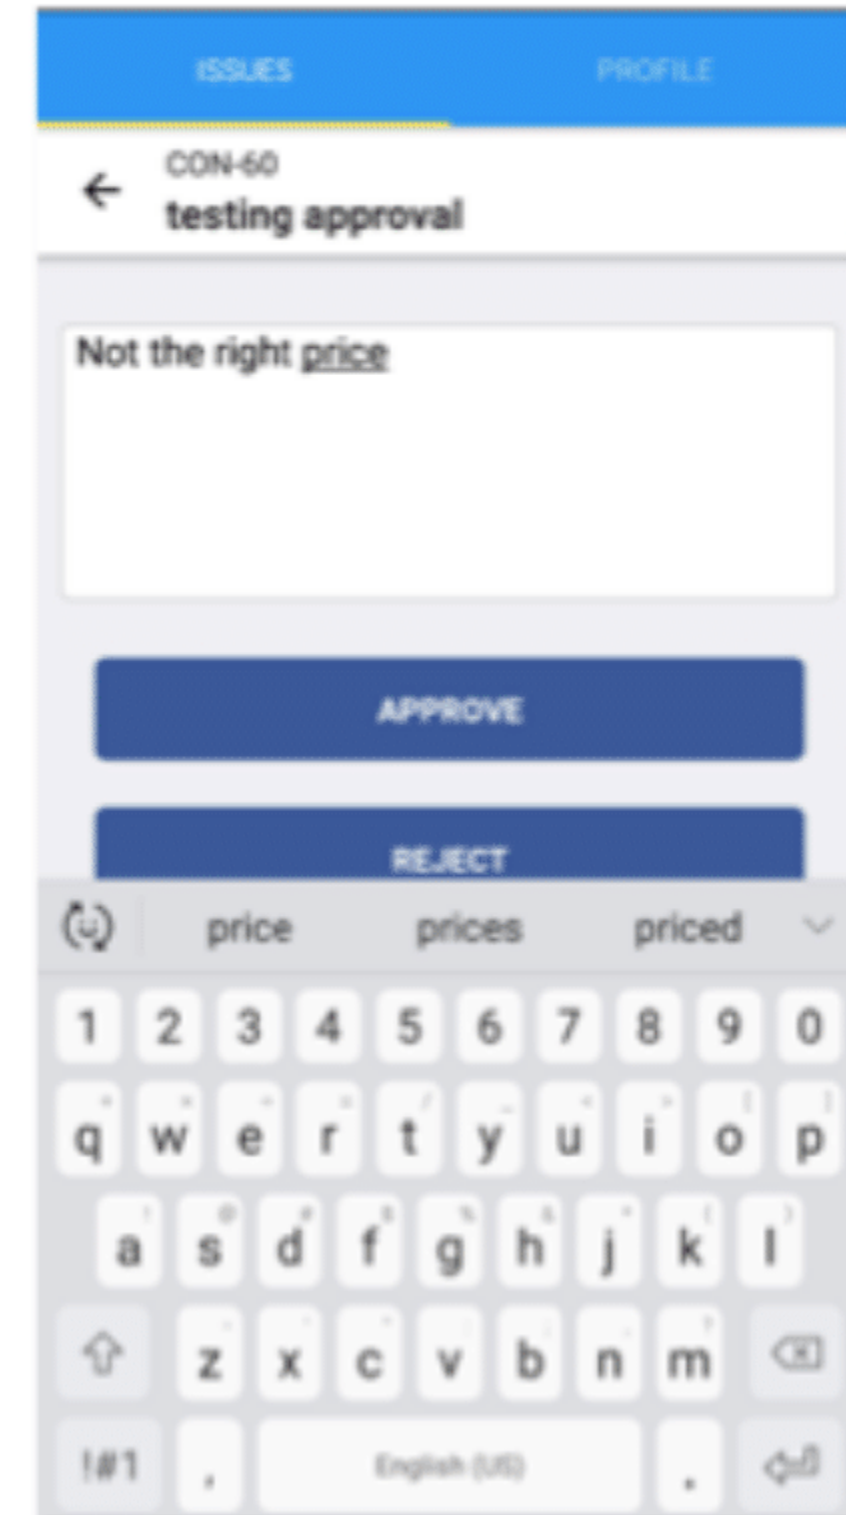 ISSUES PROFILE
CON-60
testing approval
Not the right price
APPROVE
REJECT
price prices priced
1 2 3 4 5 6 7 8 9 0
q w e r t y u i o p
a s d f g h j k l
z x c v b n m
!#1 , English (US) .